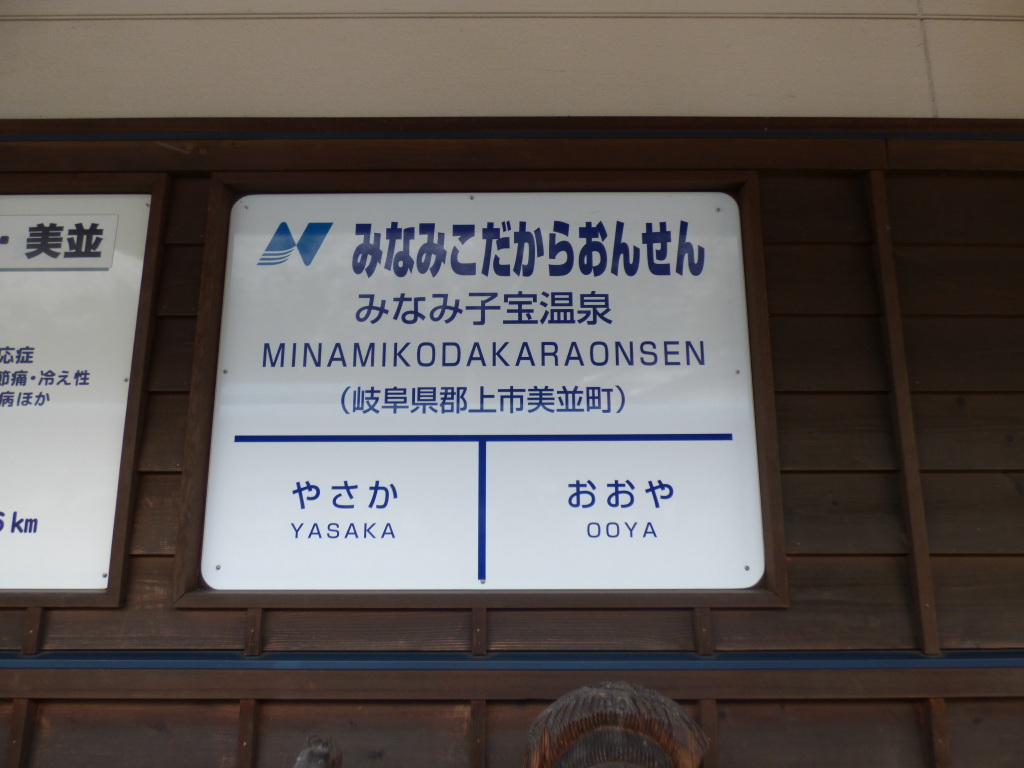 ・美並
応症
節痛・冷え性
病ほか
6km
みなみこだからおんせん
みなみ子宝温泉
MINAMIKODAKARAONSEN
(岐阜県郡上市美並町)
やさか
YASAKA
おおや
OOYA